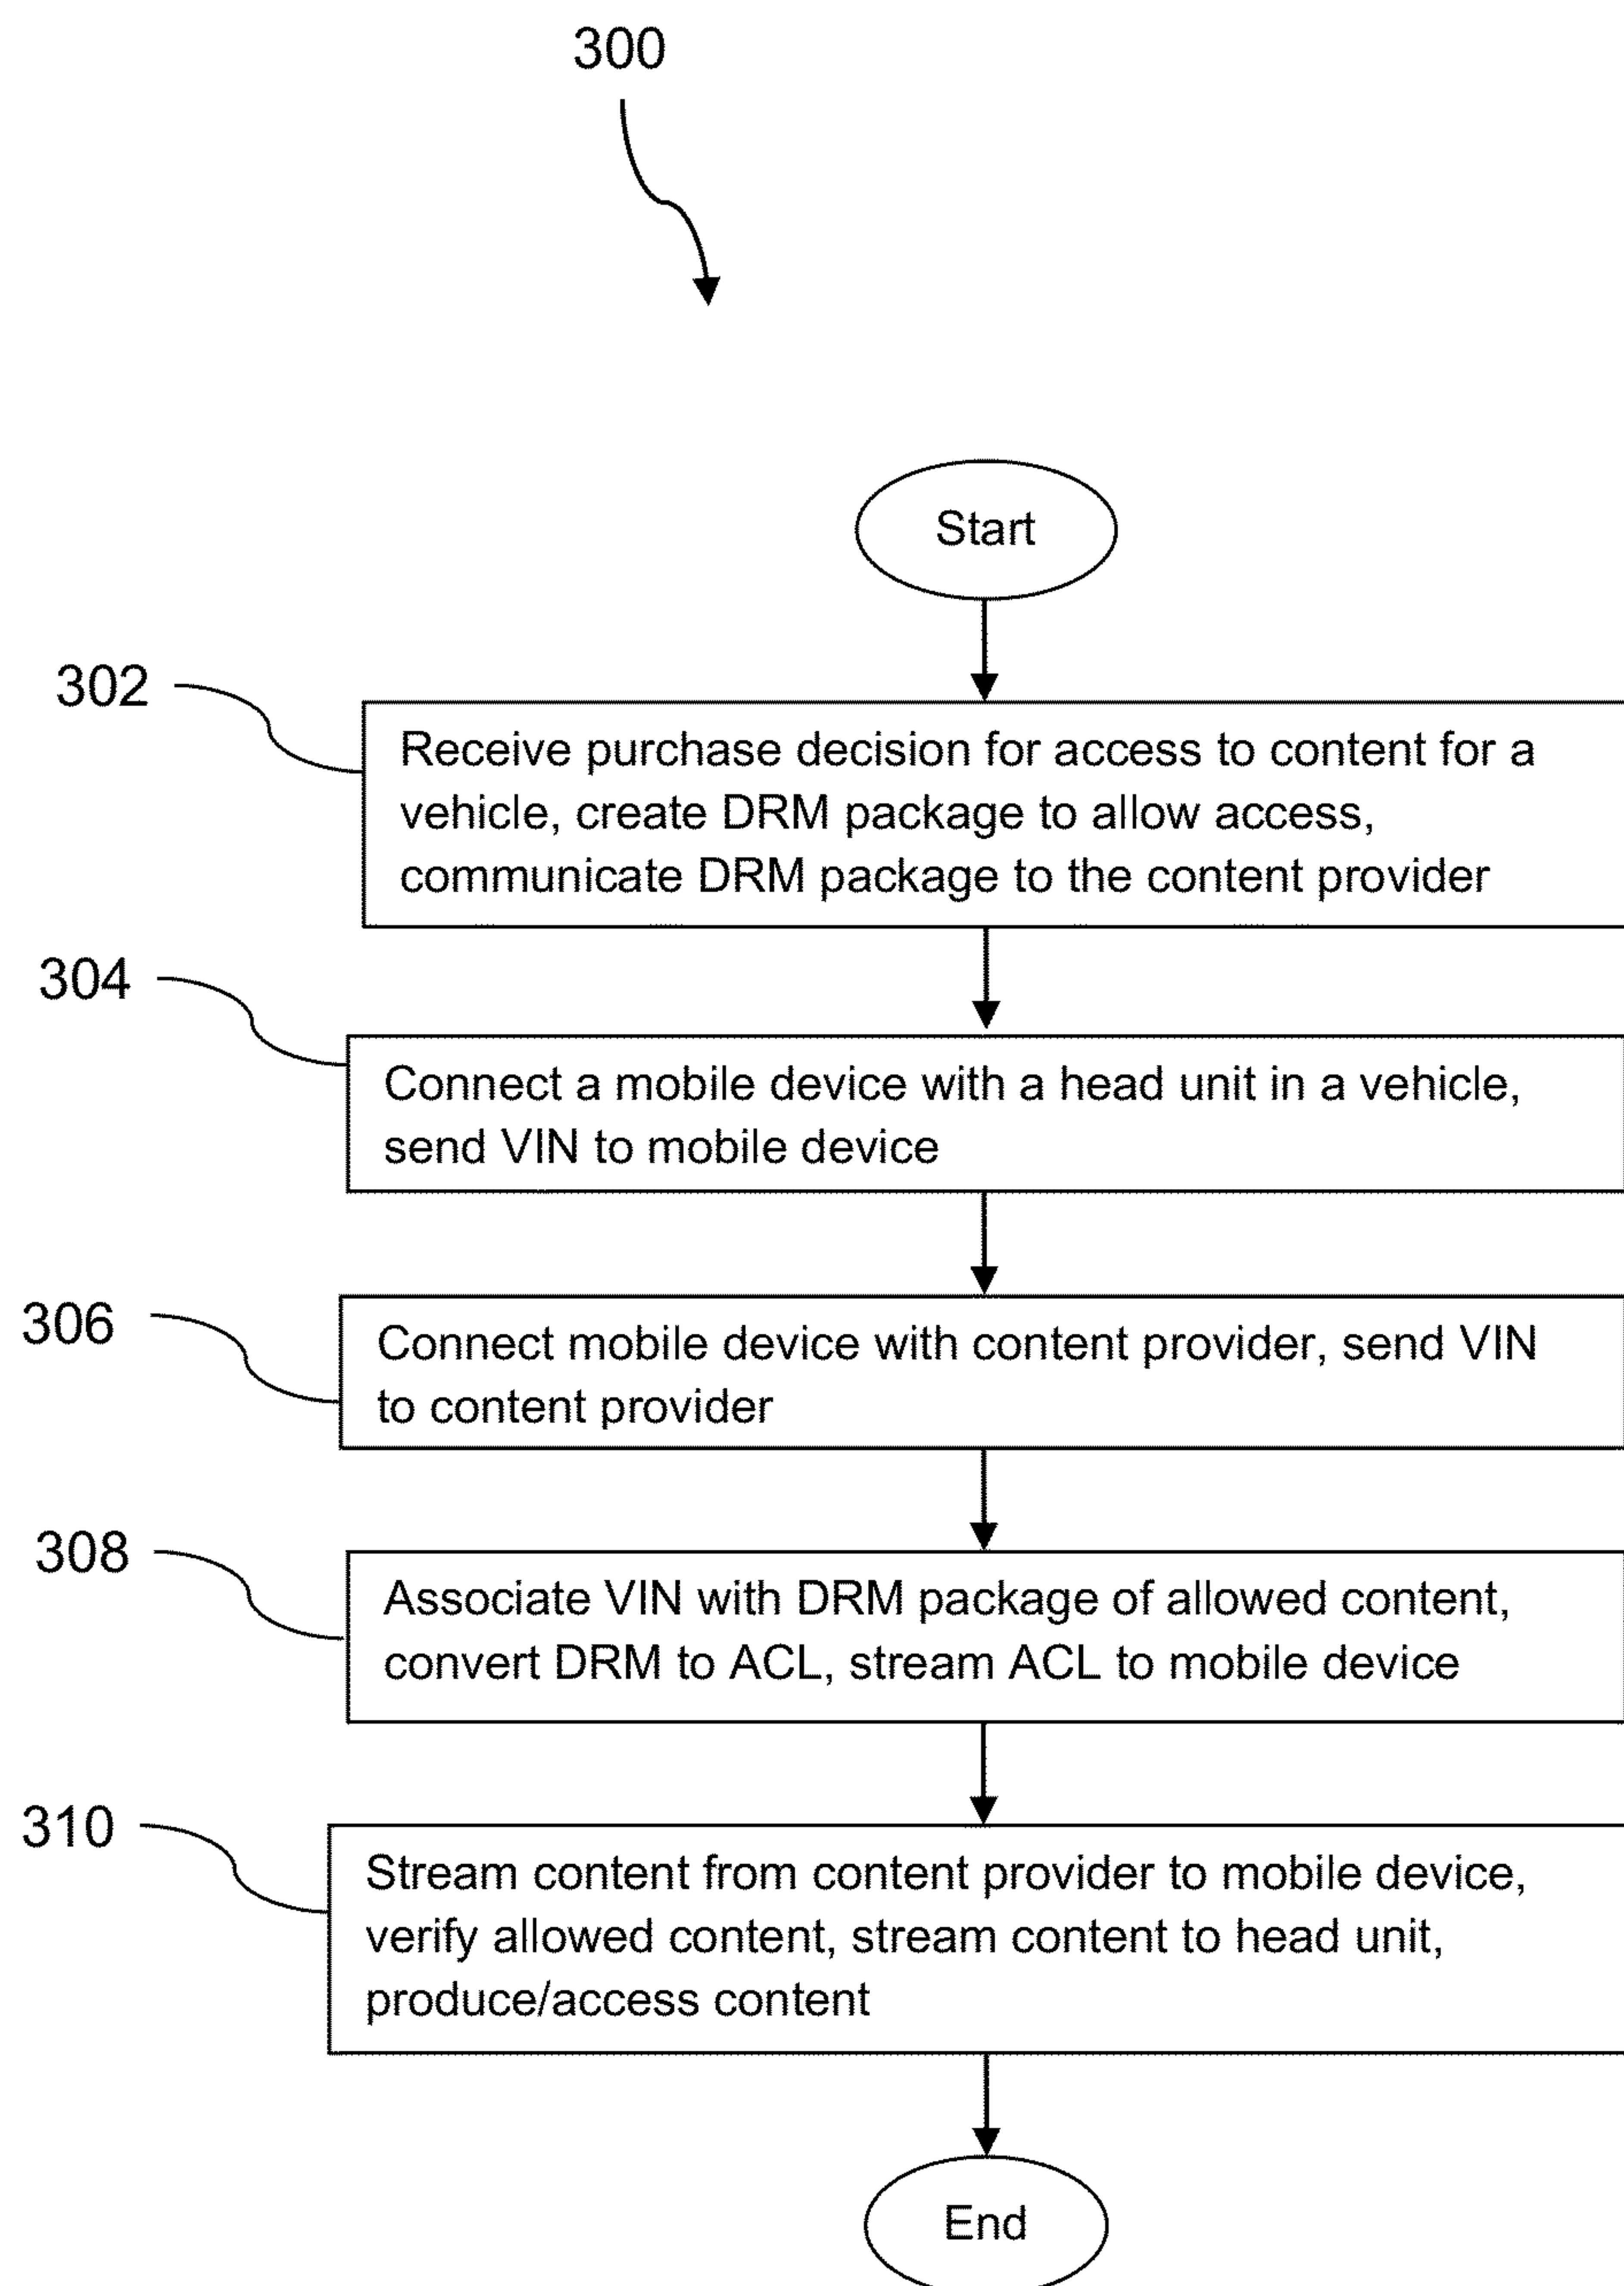 300
Start
302
Receive purchase decision for access to content for a
vehicle, create DRM package to allow access,
communicate DRM package to the content provider
304
Connect a mobile device with a head unit in a vehicle,
send VIN to mobile device
306
Connect mobile device with content provider, send VIN
to content provider
308
Associate VIN with DRM package of allowed content,
convert DRM to ACL, stream ACL to mobile device
310
Stream content from content provider to mobile device,
verify allowed content, stream content to head unit,
produce/access content
End